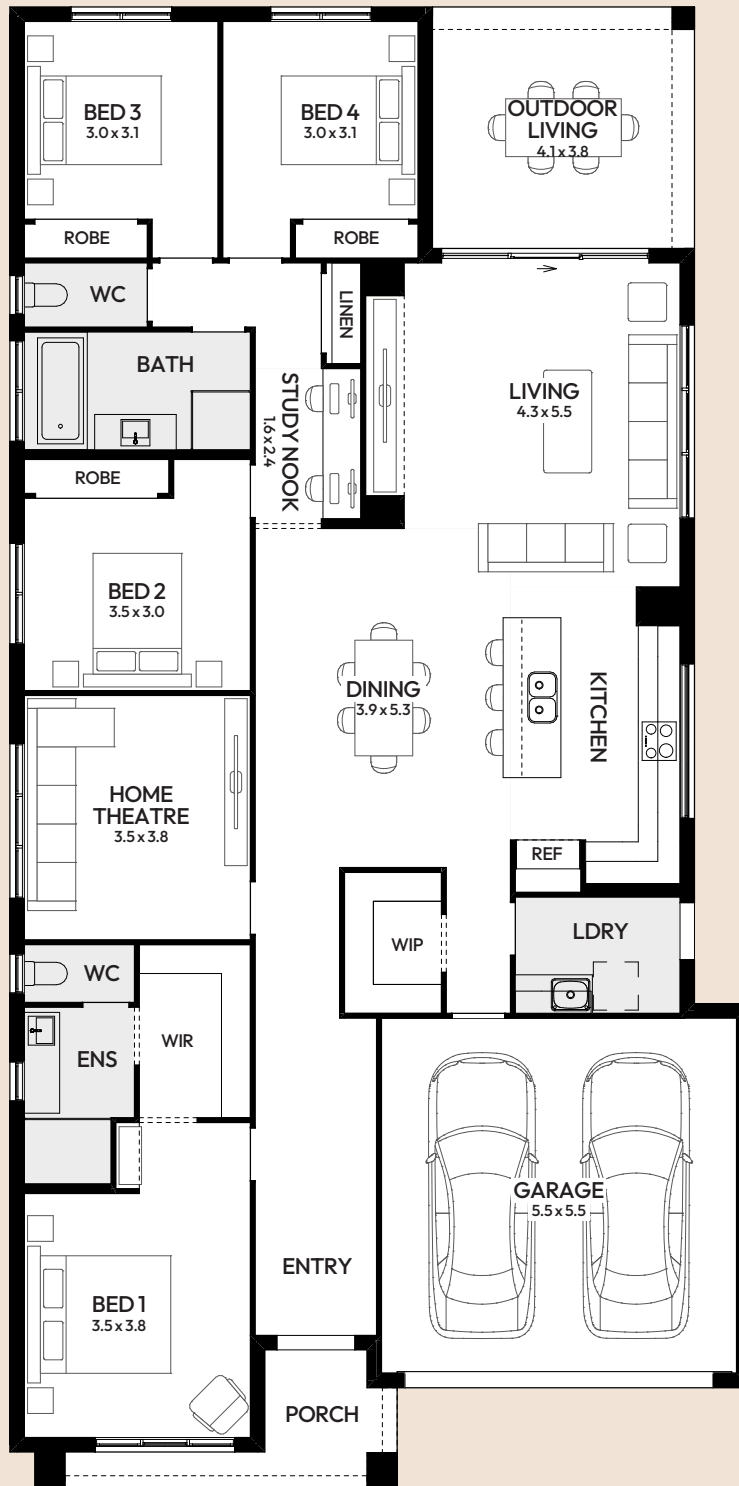 BED 3
3.0 x 3.1
BED 4
3.0 x 3.1
OUTDOOR
LIVING
4.1 x 3.8
ROBE
ROBE
WC
LINEN
BATH
STUDY NOOK
1.6 x 2.4
LIVING
4.3 x 5.5
ROBE
BED 2
3.5 x 3.0
DINING
3.9 x 5.3
KITCHEN
HOME
THEATRE
3.5 x 3.8
REF
WIP
LDRY
WC
ENS
WIR
GARAGE
5.5 x 5.5
ENTRY
BED 1
3.5 x 3.8
PORCH